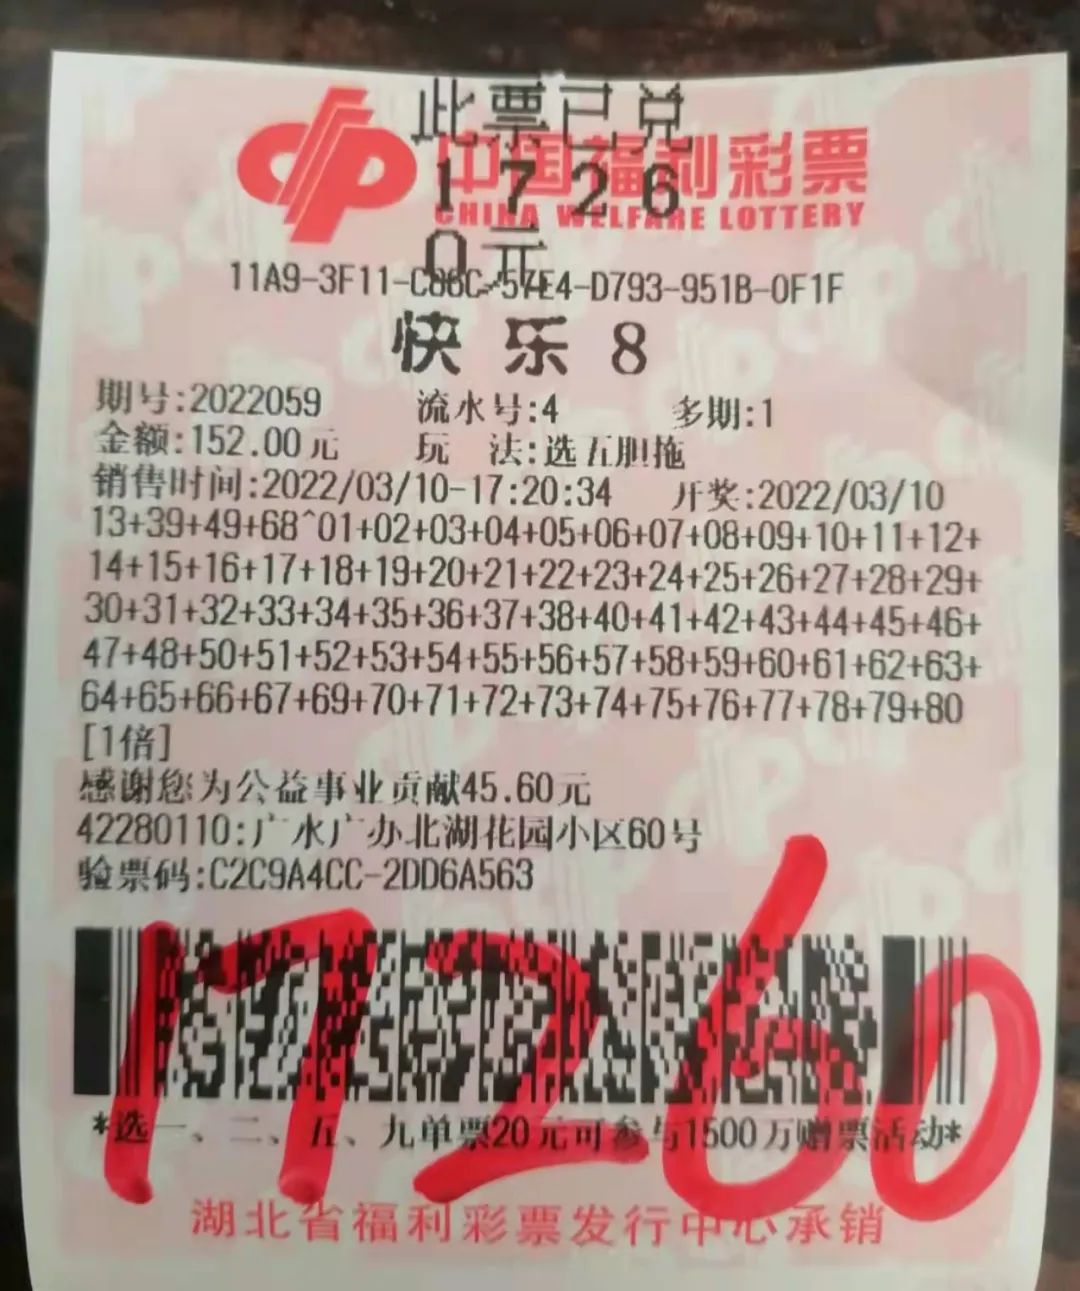 此票已兑
中国福利彩票
1726
CHINA WELFARE LOTTERY
0元
11A9-3F11-C86C-57E4-D793-951B-0F1F
快乐8
期号:2022059 流水号:4 多期:1
金额:152.00元 玩 法:选五胆拖
销售时间:2022/03/10-17:20:34 开奖:2022/03/10
13+39+49+68^01+02+03+04+05+06+07+08+09+10+11+12+
14+15+16+17+18+19+20+21+22+23+24+25+26+27+28+29+
30+31+32+33+34+35+36+37+38+40+41+42+43+44+45+46+
47+48+50+51+52+53+54+55+56+57+58+59+60+61+62+63+
64+65+66+67+69+70+71+72+73+74+75+76+77+78+79+80
[1倍]
感谢您为公益事业贡献45.60元
42280110:广水广办北湖花园小区60号
验票码:C2C9A4CC-2DD6A563
17260
*选一、二、五、九单票20元可参与1500万赠票活动*
湖北省福利彩票发行中心承销